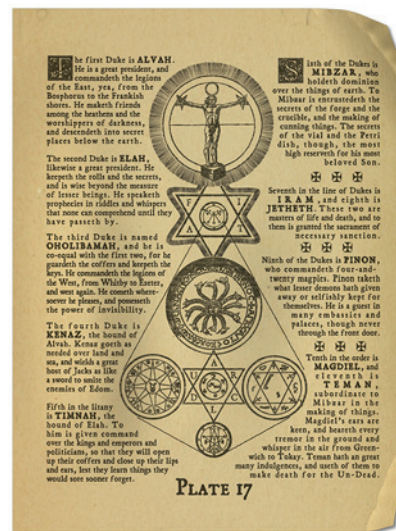 The first Duke is ALVAH.
He is a great president, and
commandeth the legions
of the East, yea, from the
Bosphorus to the Frankish
shores. He maketh friends
among the heathens and the
worshippers of darkness,
and descendeth into secret
places below the earth.
The second Duke is ELAH,
likewise a great president. He
keepeth the rolls and the secrets,
and is wise beyond the measure
of lesser beings. He speaketh
prophecies in riddles and whispers
that none can comprehend until they
have passeth by.
The third Duke is named
OHOLIBAMAH, and he is
co-equal with the first two, for he
guardeth the coffers and keepeth the
keys. He commandeth the legions of
the West, from Whitby to Exeter,
and west again. He cometh where-
soever he pleases, and possesseth
the power of invisibility.
The fourth Duke is
KENAZ, the hound of
Alvah. Kenaz goeth as
needed over land and
sea, and wields a great
host of Jacks as like
a sword to smite the
enemies of Edom.
Fifth in the litany
is TIMNAH, the
hound of Elah. To
him is given command
over the kings and emperors and
politicians, so that they will open
up their coffers and close up their lips
and ears, lest they learn things they
would sore sooner forget.
Sixth of the Dukes is
MIBZAR, who
holdeth dominion
over the things of earth. To
Mibzar is entrustedeth the
secrets of the forge and the
crucible, and the making of
cunning things. The secrets
of the vial and the Petri
dish, though, the most
high reserveth for his most
beloved Son.
Seventh in the line of Dukes is
IRAM, and eighth is
JETHETH. These two are
masters of life and death, and to
them is granted the sacrament of
necessary sanction.
Ninth of the Dukes is PINON,
who commandeth four-and-
twenty magpies. Pinon taketh
what lesser demons hath given
away or selfishly kept for
themselves. He is a guest in
many embassies and
palaces, though never
through the front door.
Tenth in the order is
MAGDIEL, and
eleventh is
TEMAN,
subordinate to
Mibzar in the
making of things.
Magdiel's ears are
keen, and heareth every
tremor in the ground and
whisper in the air from Green-
wich to Tokay. Teman hath an great
many indulgences, and useth of them to
make death for the Un-Dead.
PLATE 17